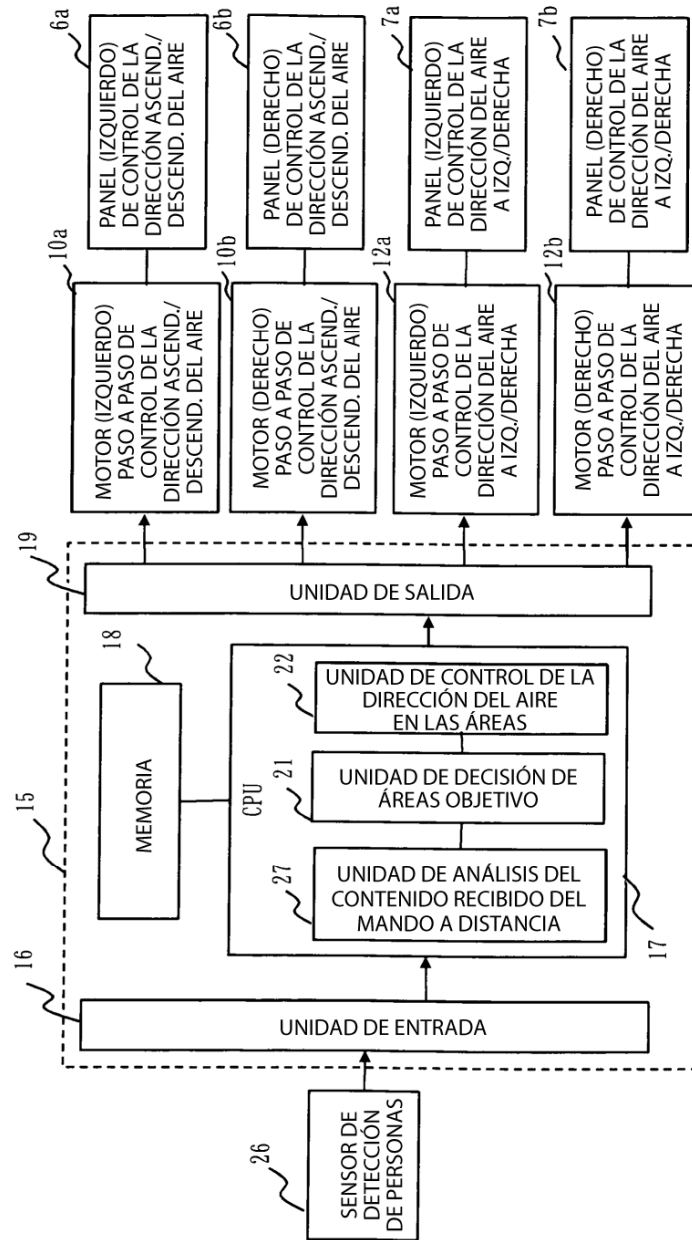 26
SENSOR DE
DETECCIÓN
DE PERSONAS
15
16
UNIDAD DE ENTRADA
18
MEMORIA
17
CPU
27
UNIDAD DE ANÁLISIS DEL
CONTENIDO RECIBIDO DEL
MANDO A DISTANCIA
21
UNIDAD DE DECISIÓN DE
ÁREAS OBJETIVO
22
UNIDAD DE CONTROL DE LA
DIRECCIÓN DEL AIRE
EN LAS ÁREAS
19
UNIDAD DE SALIDA
10a
MOTOR (IZQUIERDO)
PASO A PASO DE
CONTROL DE LA
DIRECCIÓN ASCEND./
DESCEND. DEL AIRE
6a
PANEL (IZQUIERDO)
DE CONTROL DE LA
DIRECCIÓN ASCEND./
DESCEND. DEL AIRE
10b
MOTOR (DERECHO)
PASO A PASO DE
CONTROL DE LA
DIRECCIÓN ASCEND./
DESCEND. DEL AIRE
6b
PANEL (DERECHO)
DE CONTROL DE LA
DIRECCIÓN ASCEND./
DESCEND. DEL AIRE
12a
MOTOR (IZQUIERDO)
PASO A PASO DE
CONTROL DE LA
DIRECCIÓN DEL AIRE
A IZQ./DERECHA
7a
PANEL (IZQUIERDO)
DE CONTROL DE LA
DIRECCIÓN DEL AIRE
A IZQ./DERECHA
12b
MOTOR (DERECHO)
PASO A PASO DE
CONTROL DE LA
DIRECCIÓN DEL AIRE
A IZQ./DERECHA
7b
PANEL (DERECHO)
DE CONTROL DE LA
DIRECCIÓN DEL AIRE
A IZQ./DERECHA